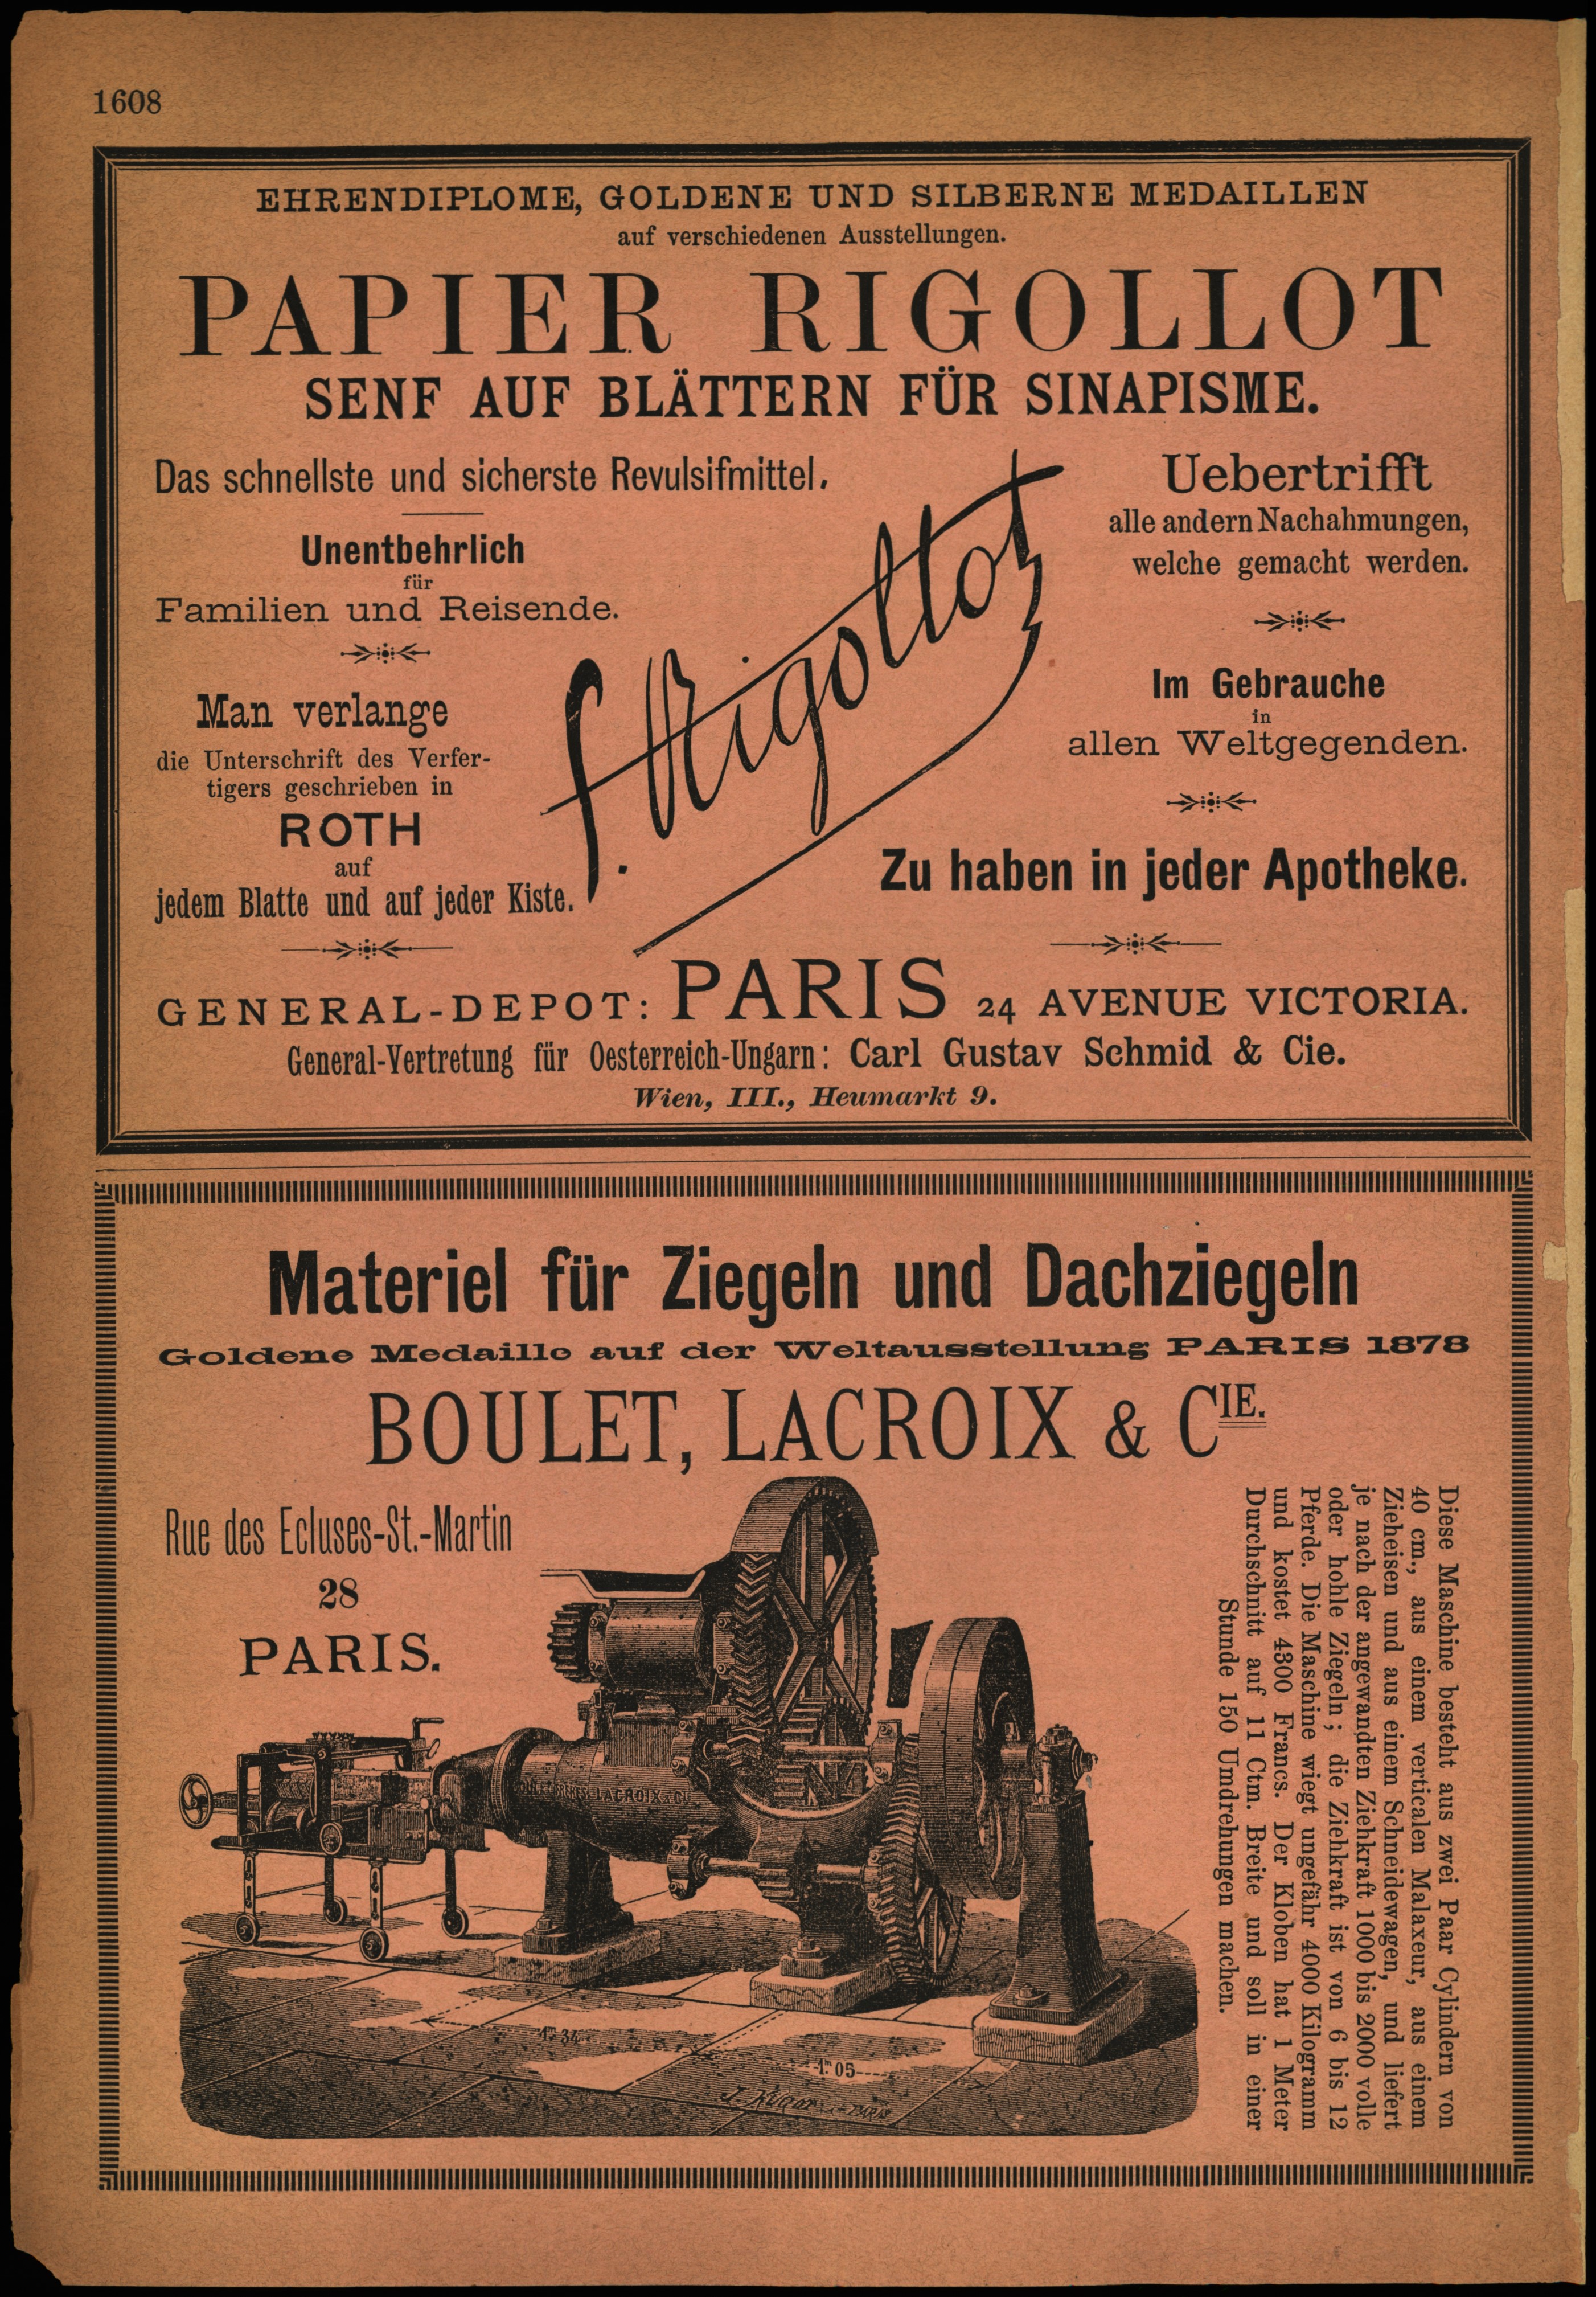 1608
EHRENDIPLOME, GOLDENE UND SILBERNE MEDAILLEN
auf verschiedenen Ausstellungen.
PAPIER RIGOLLOT
SENF AUF BLÄTTERN FÜR SINAPISME.
Das schnellste und sicherste Revulsifmittel.
Unentbehrlich
für
Familien und Reisende.
Man verlange
die Unterschrift des Verfer-
tigers geschrieben in
ROTH
auf
jedem Blatte und auf jeder Kiste.
f. Rigollot
Uebertrifft
alle andern Nachahmungen,
welche gemacht werden.
Im Gebrauche
in
allen Weltgegenden.
Zu haben in jeder Apotheke.
GENERAL-DEPOT: PARIS 24 AVENUE VICTORIA.
General-Vertretung für Oesterreich-Ungarn: Carl Gustav Schmid & Cie.
Wien, III., Heumarkt 9.
Materiel für Ziegeln und Dachziegeln
Goldene Medaille auf der Weltausstellung PARIS 1878
BOULET, LACROIX & CIE.
Rue des Ecluses-St.-Martin
28
PARIS.
LACROIX & Cie
1m 34
1m 05
PARIS
Diese Maschine besteht aus zwei Paar Cylindern von
40 cm., aus einem verticalen Malaxeur, aus einem
Zieheisen und aus einem Schneidewagen, und liefert
je nach der angewandten Ziehkraft 1000 bis 2000 volle
oder hohle Ziegeln; die Ziehkraft ist von 6 bis 12
Pferde. Die Maschine wiegt ungefähr 4000 Kilogramm
und kostet 4300 Francs. Der Kloben hat 1 Meter
Durchschnitt auf 11 Ctm. Breite und soll in einer
Stunde 150 Umdrehungen machen.